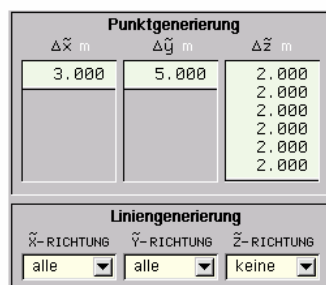 Punktgenerierung
Δx̃ m Δỹ m Δz̃ m
3.000 5.000 2.000
2.000
2.000
2.000
2.000
2.000
Liniengenerierung
X̃-RICHTUNG Ỹ-RICHTUNG Z̃-RICHTUNG
alle alle keine